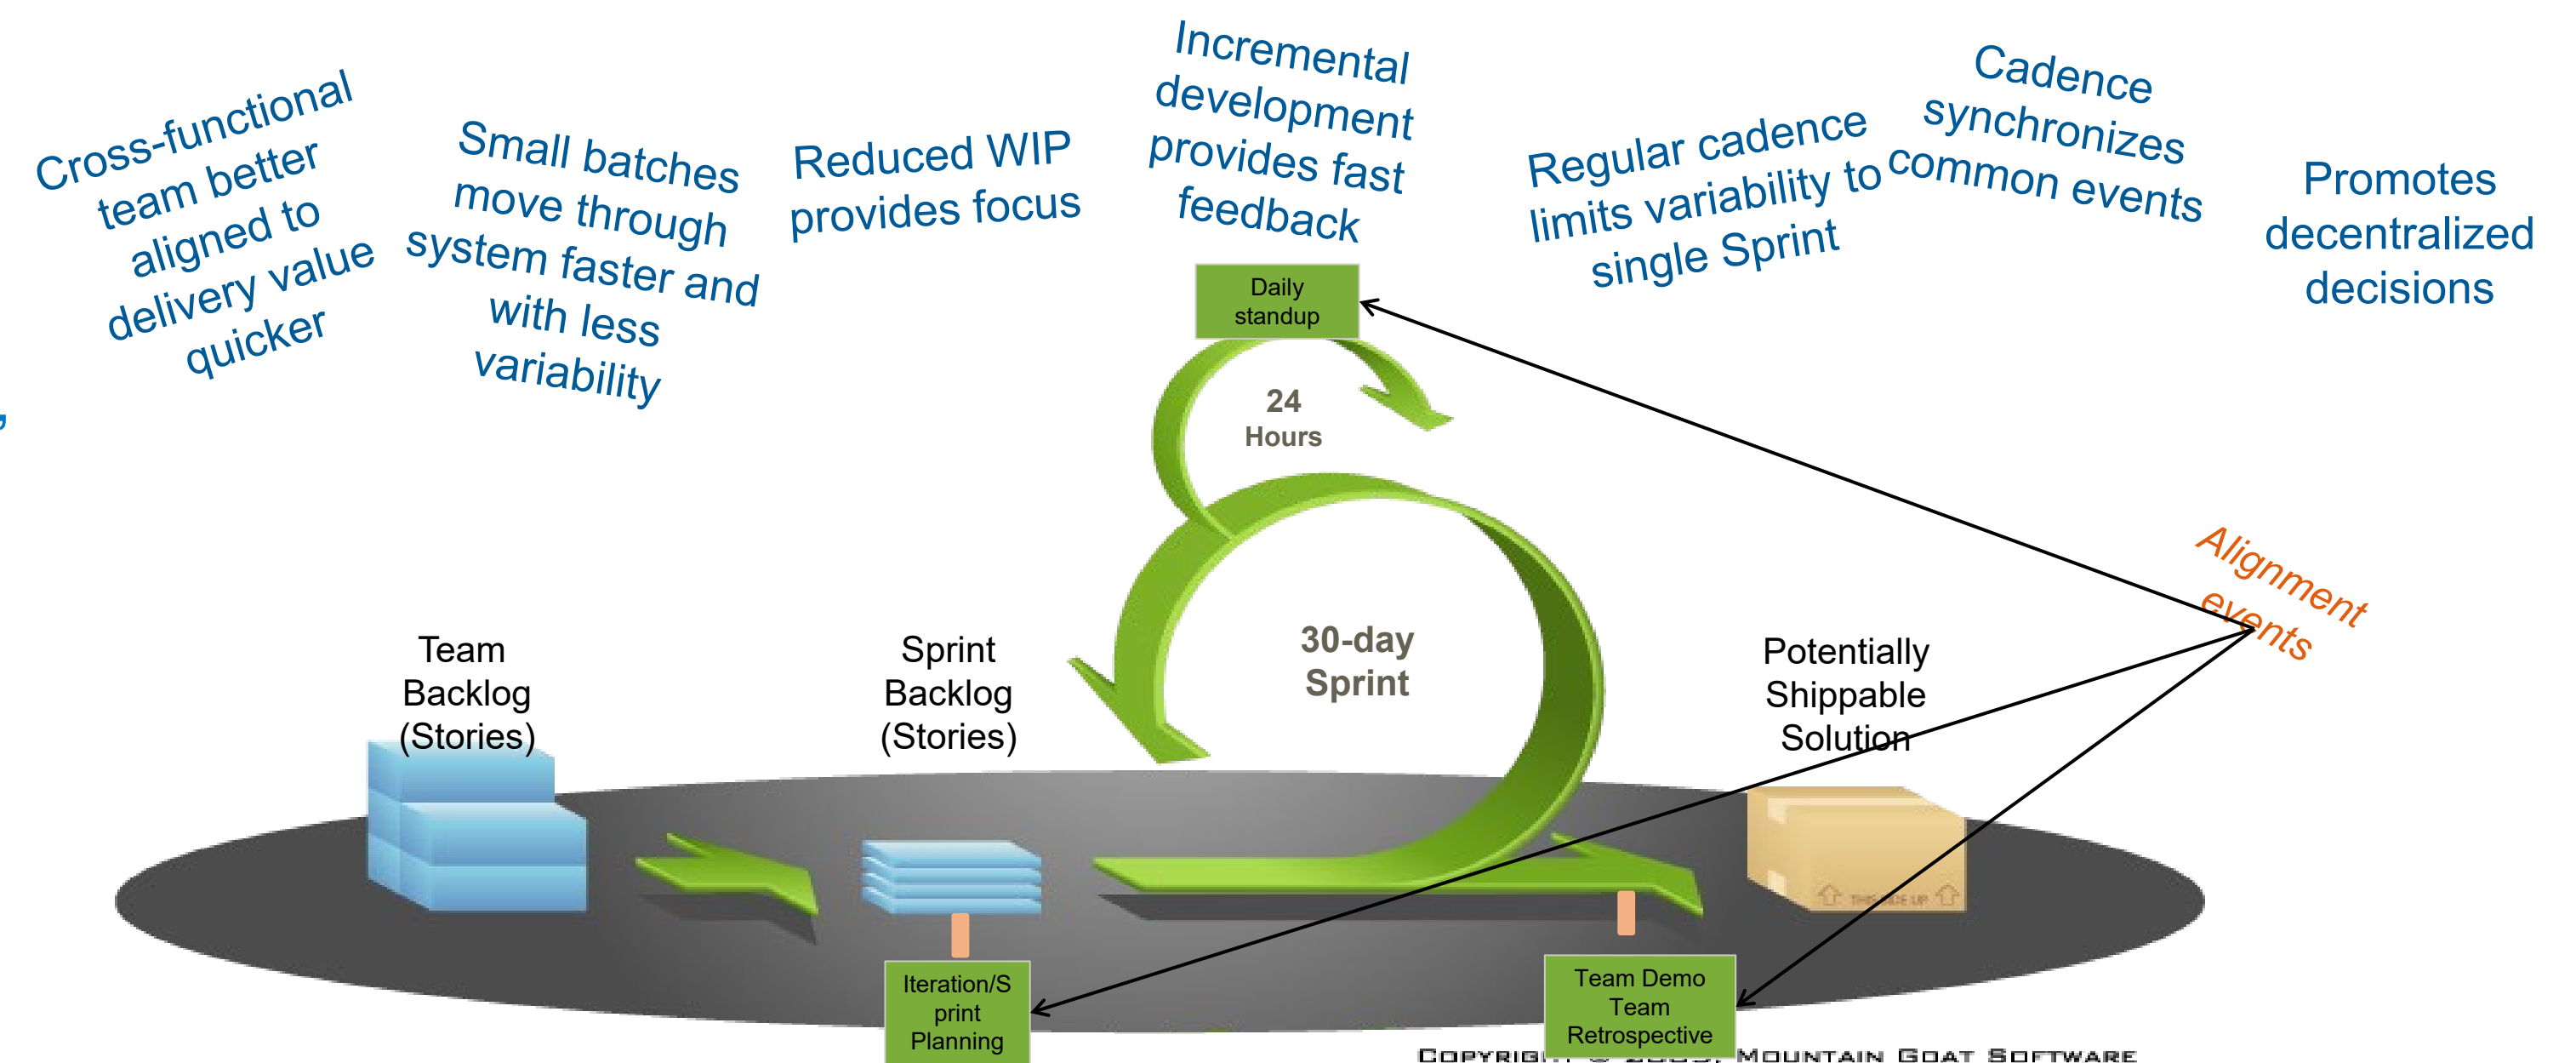 Cross-functional
team better
aligned to
delivery value
quicker
Small batches
move through
system faster and
with less
variability
Reduced WIP
provides focus
Incremental
development
provides fast
feedback
Regular cadence
limits variability to
single Sprint
Cadence
synchronizes
common events
Promotes
decentralized
decisions
Daily
standup
24
Hours
Alignment
events
30-day
Sprint
Team
Backlog
(Stories)
Sprint
Backlog
(Stories)
Potentially
Shippable
Solution
THIS SIDE UP
Iteration/S
print
Planning
Team Demo
Team
Retrospective
MOUNTAIN GOAT SOFTWARE